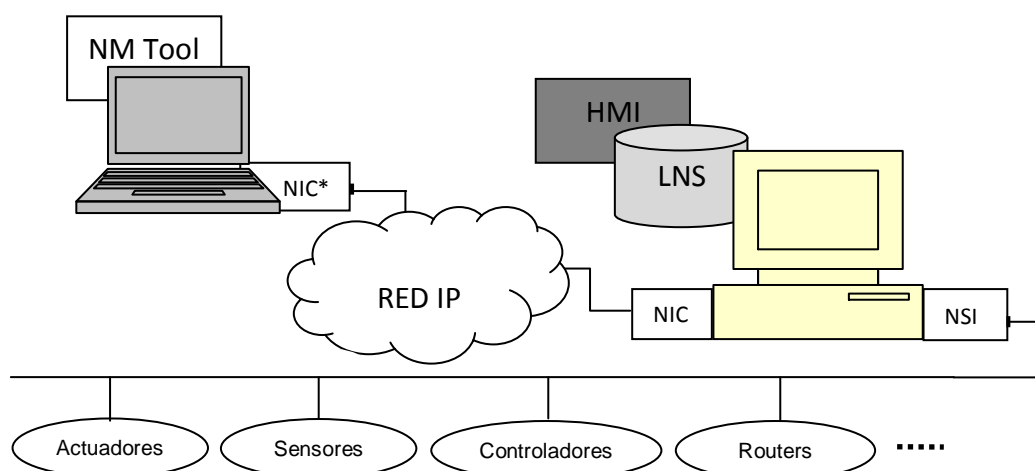 NM Tool
HMI
LNS
NIC*
RED IP
NIC
NSI
Actuadores
Sensores
Controladores
Routers
.....